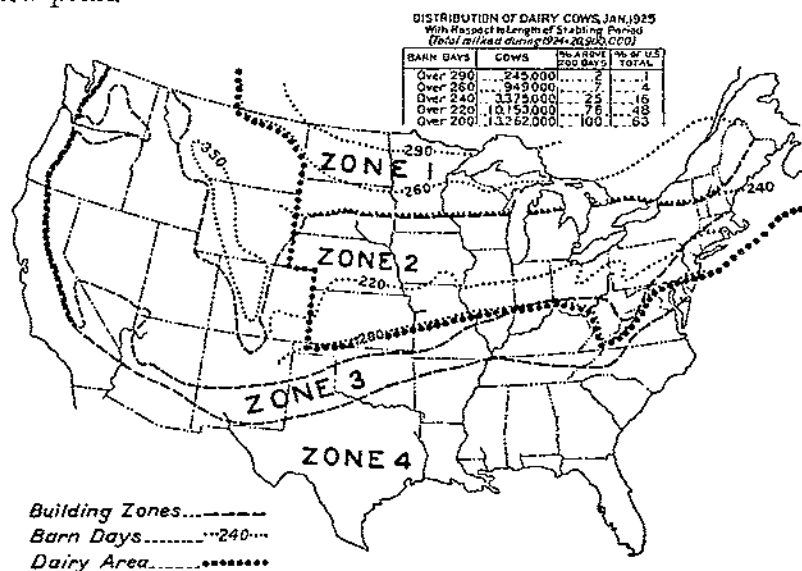 DISTRIBUTION OF DAIRY COWS, JAN.,1925
With Respect to Length of Stabling Period
(Total milked during 1924=20,900,000)
BARN DAYS COWS % ABOVE 200 DAYS % OF U.S. TOTAL
Over 290 245,000 2 1
Over 260 949,000 7 4
Over 240 3,375,000 25 16
Over 220 10,153,000 76 48
Over 200 13,262,000 100 63
350
290
ZONE 1
260
240
ZONE 2
220
200
ZONE 3
ZONE 4
Building Zones
Barn Days 240
Dairy Area